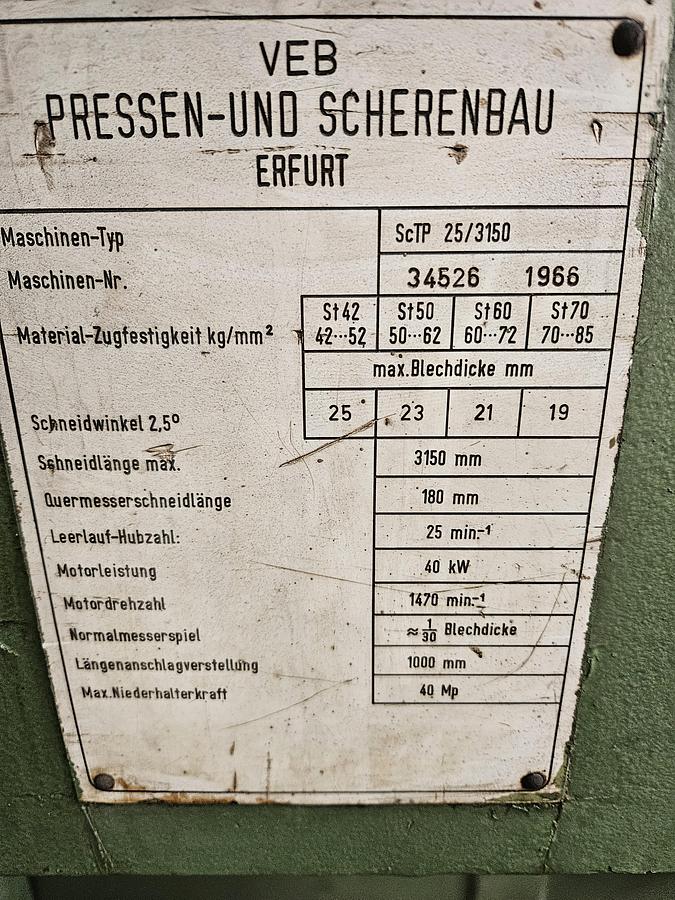 VEB
PRESSEN-UND SCHERENBAU
ERFURT
Maschinen-Typ ScTP 25/3150
Maschinen-Nr. 34526 1966
St42 St50 St60 St70
Material-Zugfestigkeit kg/mm² 42...52 50...62 60...72 70...85
max.Blechdicke mm
Schneidwinkel 2,5° 25 23 21 19
Schneidlänge max. 3150 mm
Quermesserschneidlänge 180 mm
Leerlauf-Hubzahl: 25 min.⁻¹
Motorleistung 40 kW
Motordrehzahl 1470 min.⁻¹
Normalmesserspiel ≈ 1/30 Blechdicke
Längenanschlagverstellung 1000 mm
Max.Niederhalterkraft 40 Mp